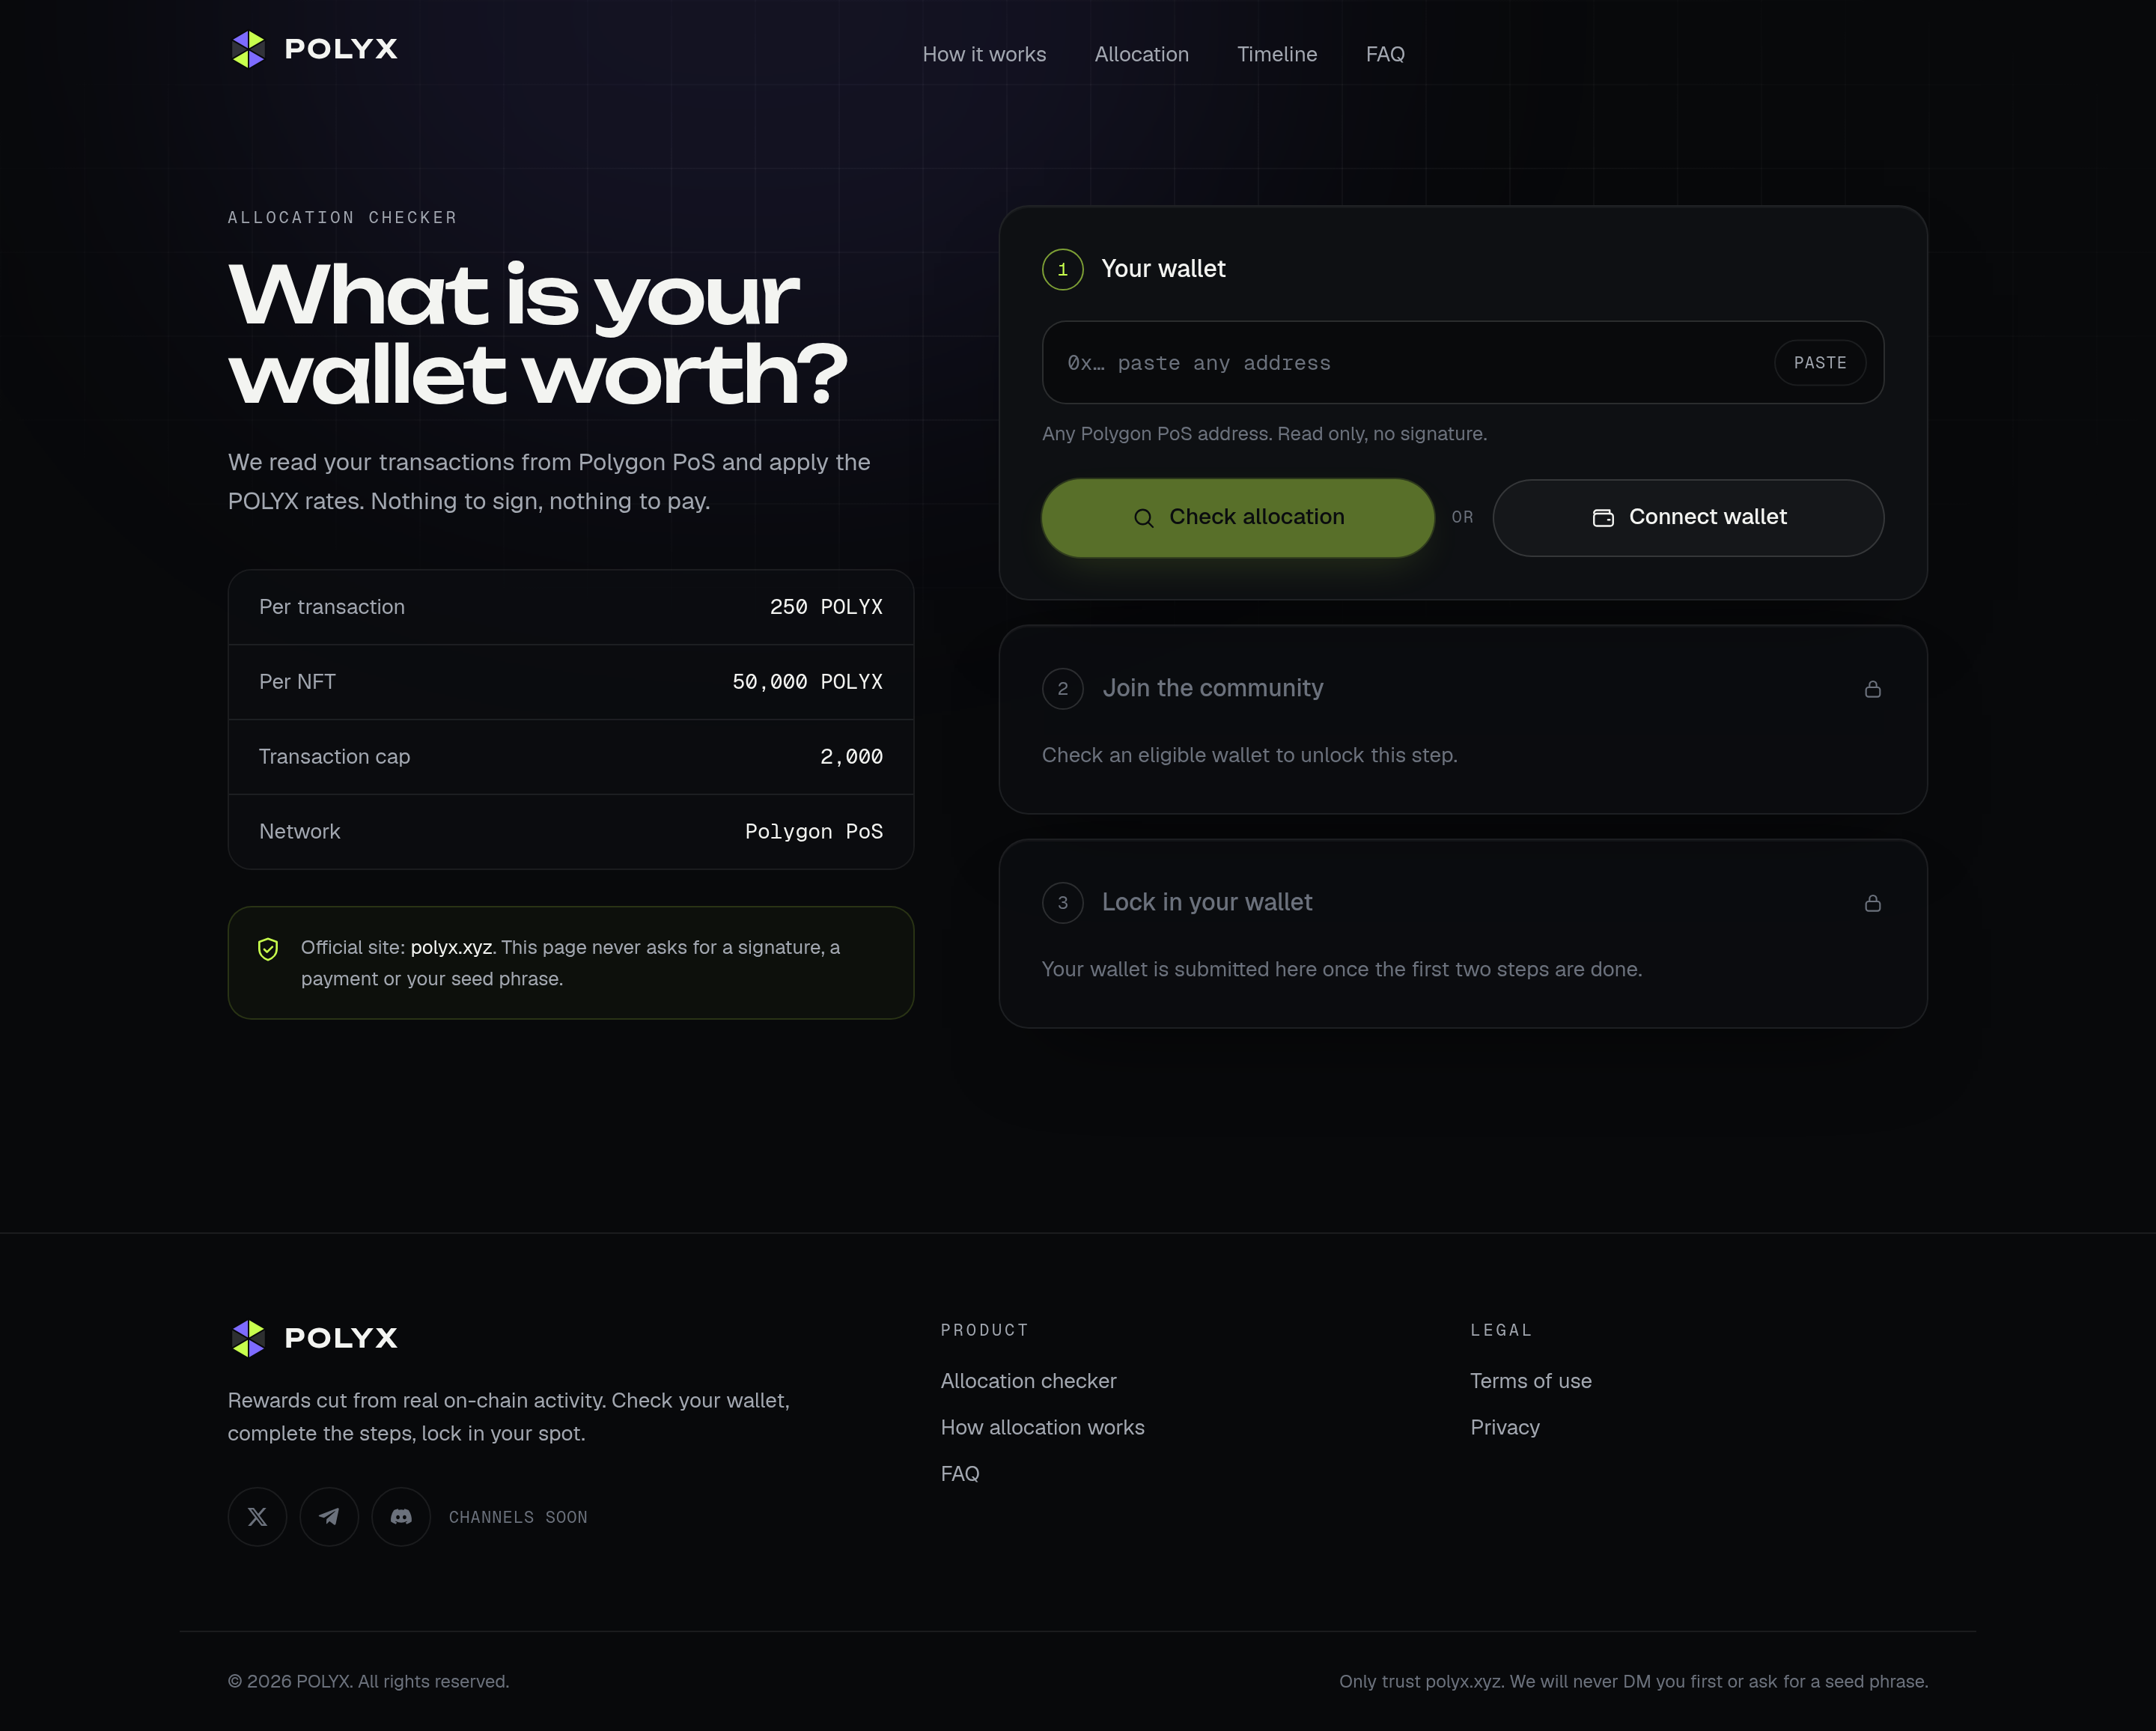 POLYX
How it works
Allocation
Timeline
FAQ
ALLOCATION CHECKER
What is your
wallet worth?
We read your transactions from Polygon PoS and apply the
POLYX rates. Nothing to sign, nothing to pay.
Per transaction 250 POLYX
Per NFT 50,000 POLYX
Transaction cap 2,000
Network Polygon PoS
Official site: polyx.xyz. This page never asks for a signature, a
payment or your seed phrase.
1 Your wallet
0x… paste any address PASTE
Any Polygon PoS address. Read only, no signature.
Check allocation OR Connect wallet
2 Join the community
Check an eligible wallet to unlock this step.
3 Lock in your wallet
Your wallet is submitted here once the first two steps are done.
POLYX
Rewards cut from real on-chain activity. Check your wallet,
complete the steps, lock in your spot.
CHANNELS SOON
PRODUCT
Allocation checker
How allocation works
FAQ
LEGAL
Terms of use
Privacy
© 2026 POLYX. All rights reserved.
Only trust polyx.xyz. We will never DM you first or ask for a seed phrase.